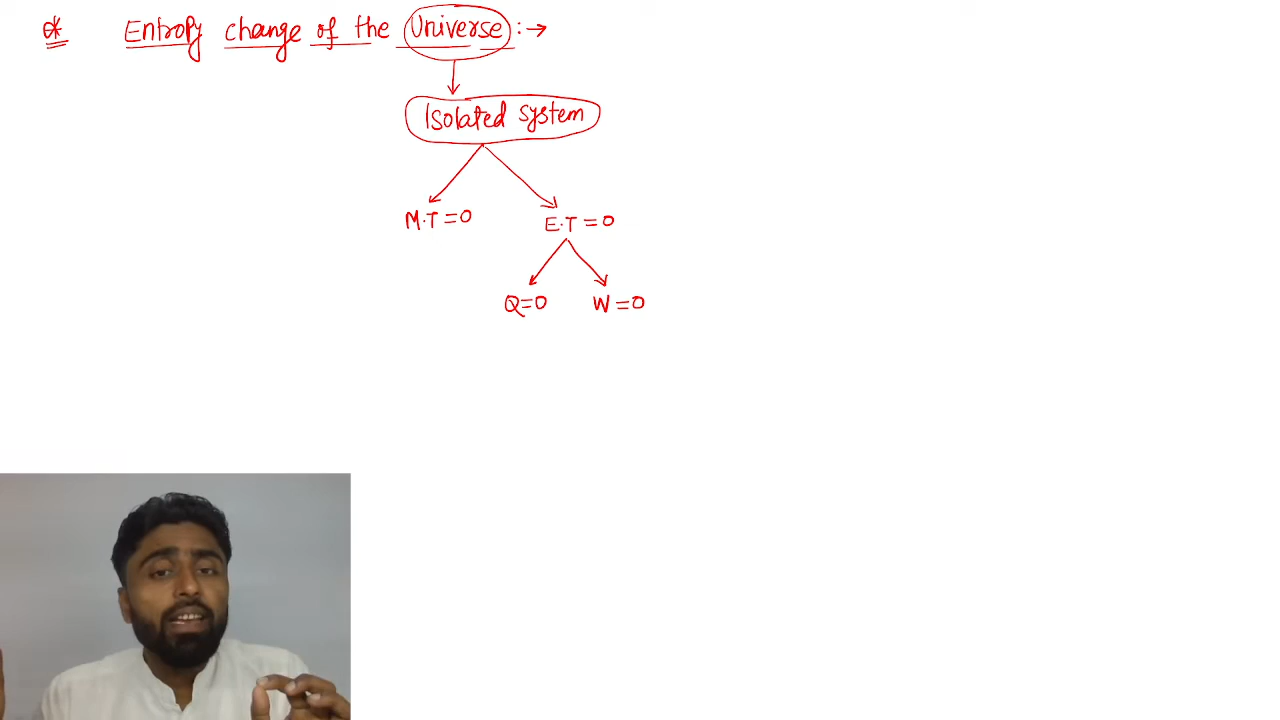 Entropy change of the Universe :→
Isolated system
M.T = 0 E.T = 0
Q=0 W=0